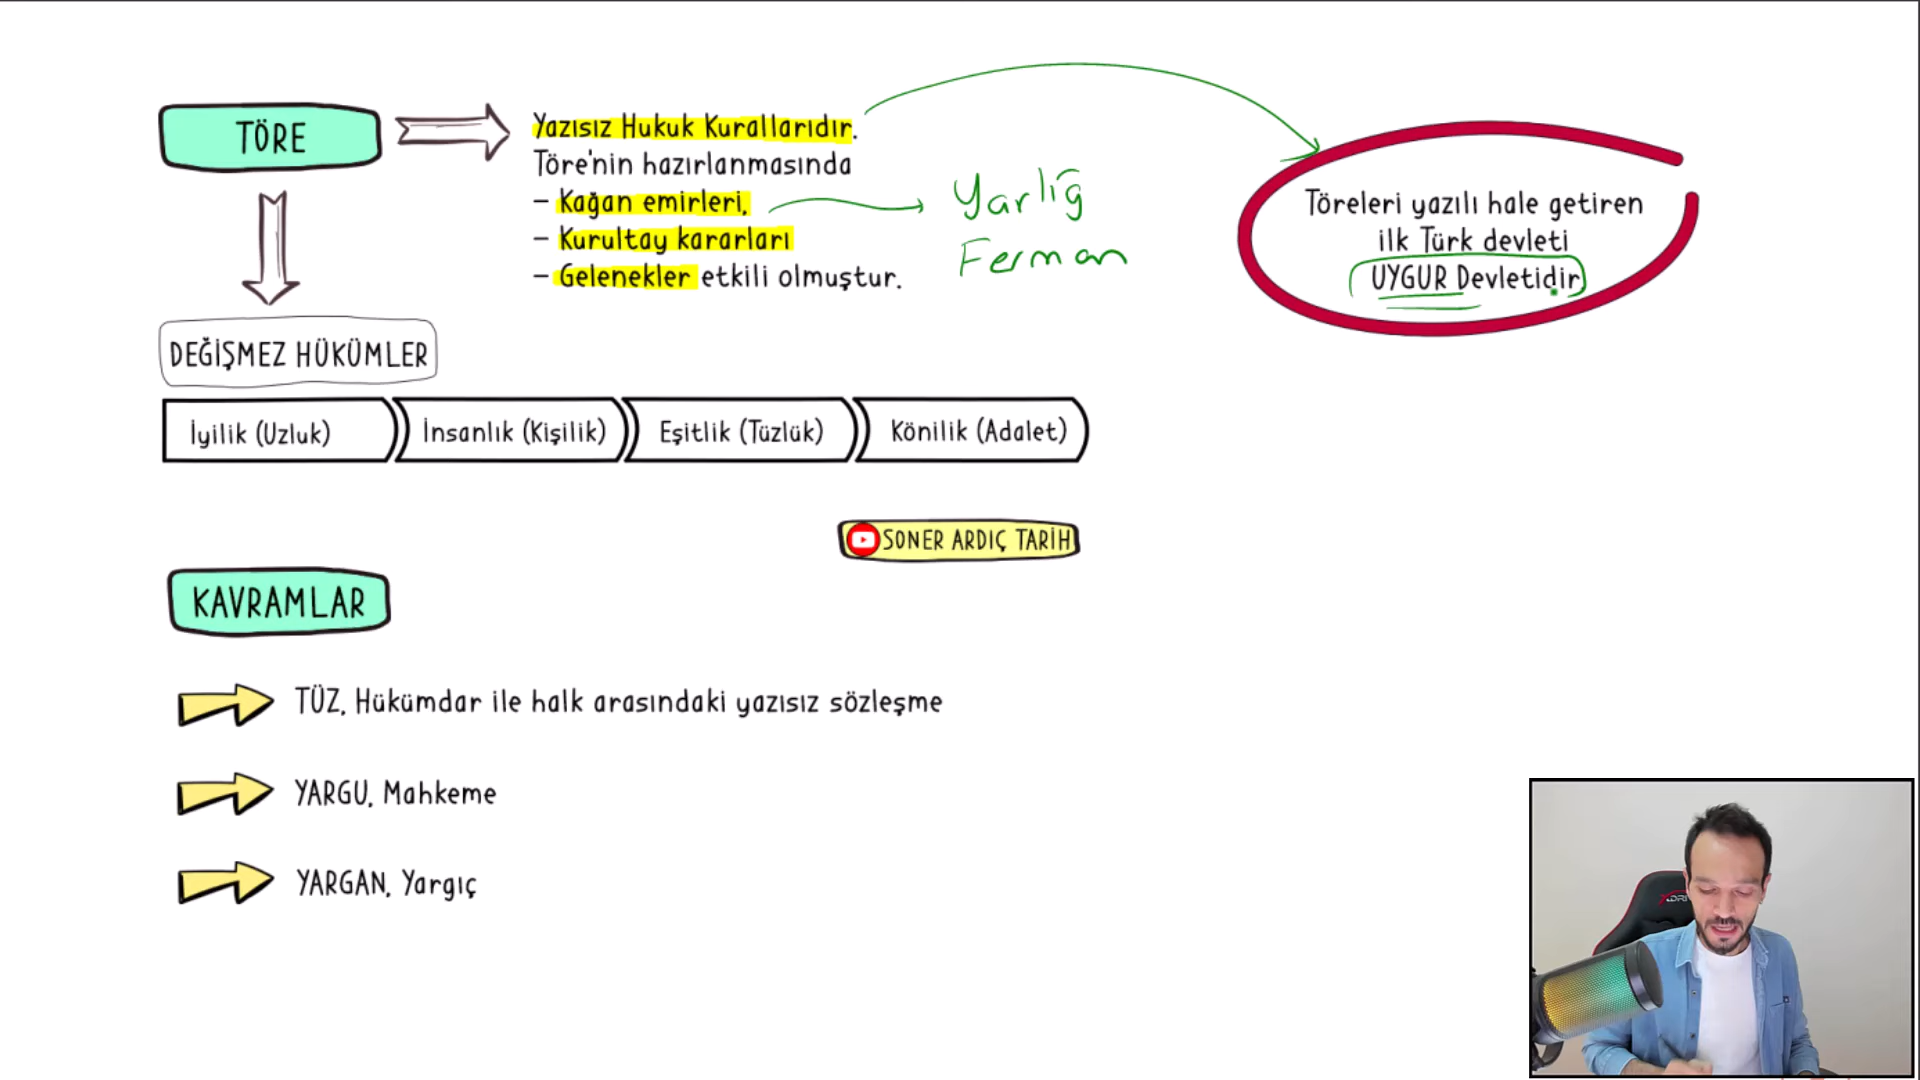 TÖRE
Yazısız Hukuk Kurallarıdır.
Töre'nin hazırlanmasında
- Kağan emirleri,
- Kurultay kararları
- Gelenekler etkili olmuştur.
Yarlığ
Ferman
Töreleri yazılı hale getiren
ilk Türk devleti
UYGUR Devletidir
DEĞİŞMEZ HÜKÜMLER
İyilik (Uzluk)
İnsanlık (Kişilik)
Eşitlik (Tüzlük)
Könilik (Adalet)
SONER ARDIÇ TARİH
KAVRAMLAR
TÜZ, Hükümdar ile halk arasındaki yazısız sözleşme
YARGU, Mahkeme
YARGAN, Yargıç